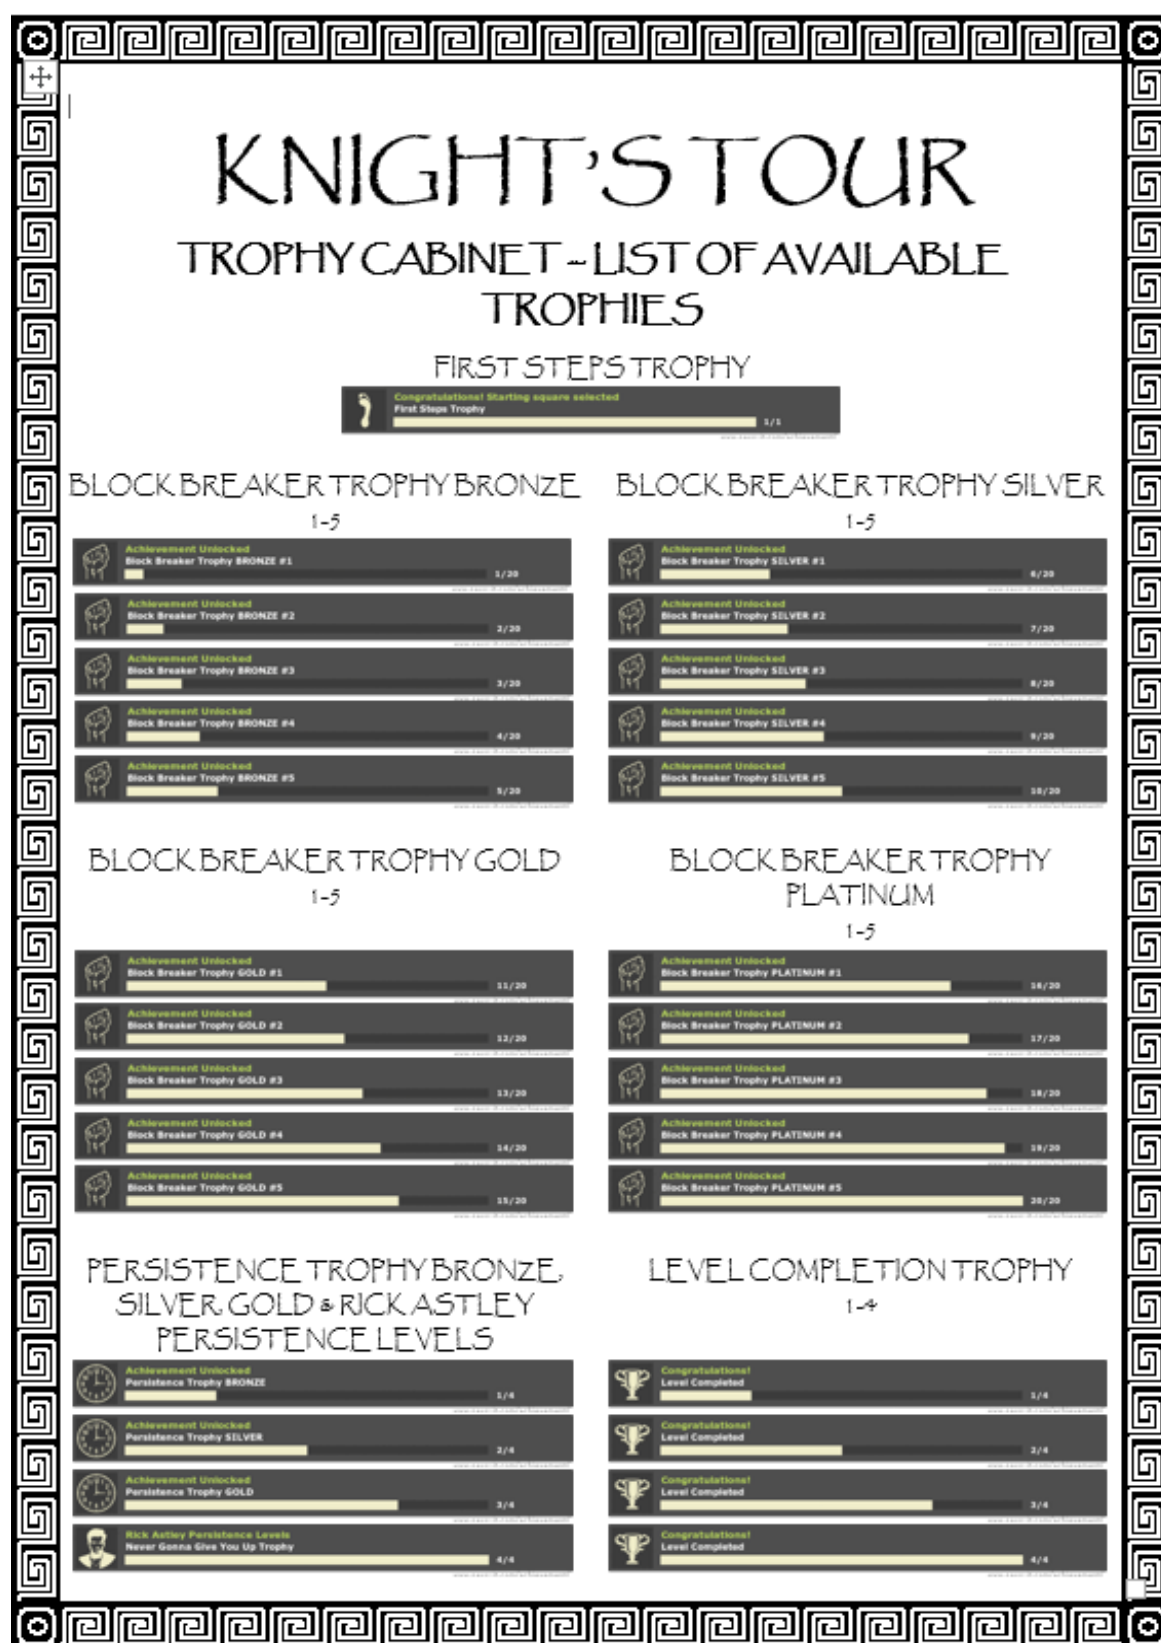 KNIGHT'S TOUR
TROPHY CABINET – LIST OF AVAILABLE
TROPHIES
FIRST STEPS TROPHY
Congratulations! Starting square selected
First Steps Trophy
1/1
BLOCK BREAKER TROPHY BRONZE
1-5
Achievement Unlocked
Block Breaker Trophy BRONZE #1
1/20
Achievement Unlocked
Block Breaker Trophy BRONZE #2
2/20
Achievement Unlocked
Block Breaker Trophy BRONZE #3
3/20
Achievement Unlocked
Block Breaker Trophy BRONZE #4
4/20
Achievement Unlocked
Block Breaker Trophy BRONZE #5
5/20
BLOCK BREAKER TROPHY SILVER
1-5
Achievement Unlocked
Block Breaker Trophy SILVER #1
6/20
Achievement Unlocked
Block Breaker Trophy SILVER #2
7/20
Achievement Unlocked
Block Breaker Trophy SILVER #3
8/20
Achievement Unlocked
Block Breaker Trophy SILVER #4
9/20
Achievement Unlocked
Block Breaker Trophy SILVER #5
10/20
BLOCK BREAKER TROPHY GOLD
1-5
Achievement Unlocked
Block Breaker Trophy GOLD #1
11/20
Achievement Unlocked
Block Breaker Trophy GOLD #2
12/20
Achievement Unlocked
Block Breaker Trophy GOLD #3
13/20
Achievement Unlocked
Block Breaker Trophy GOLD #4
14/20
Achievement Unlocked
Block Breaker Trophy GOLD #5
15/20
BLOCK BREAKER TROPHY
PLATINUM
1-5
Achievement Unlocked
Block Breaker Trophy PLATINUM #1
16/20
Achievement Unlocked
Block Breaker Trophy PLATINUM #2
17/20
Achievement Unlocked
Block Breaker Trophy PLATINUM #3
18/20
Achievement Unlocked
Block Breaker Trophy PLATINUM #4
19/20
Achievement Unlocked
Block Breaker Trophy PLATINUM #5
20/20
PERSISTENCE TROPHY BRONZE,
SILVER, GOLD & RICK ASTLEY
PERSISTENCE LEVELS
Achievement Unlocked
Persistence Trophy BRONZE
1/4
Achievement Unlocked
Persistence Trophy SILVER
2/4
Achievement Unlocked
Persistence Trophy GOLD
3/4
Rick Astley Persistence Levels
Never Gonna Give You Up Trophy
4/4
LEVEL COMPLETION TROPHY
1-4
Congratulations!
Level Completed
1/4
Congratulations!
Level Completed
2/4
Congratulations!
Level Completed
3/4
Congratulations!
Level Completed
4/4